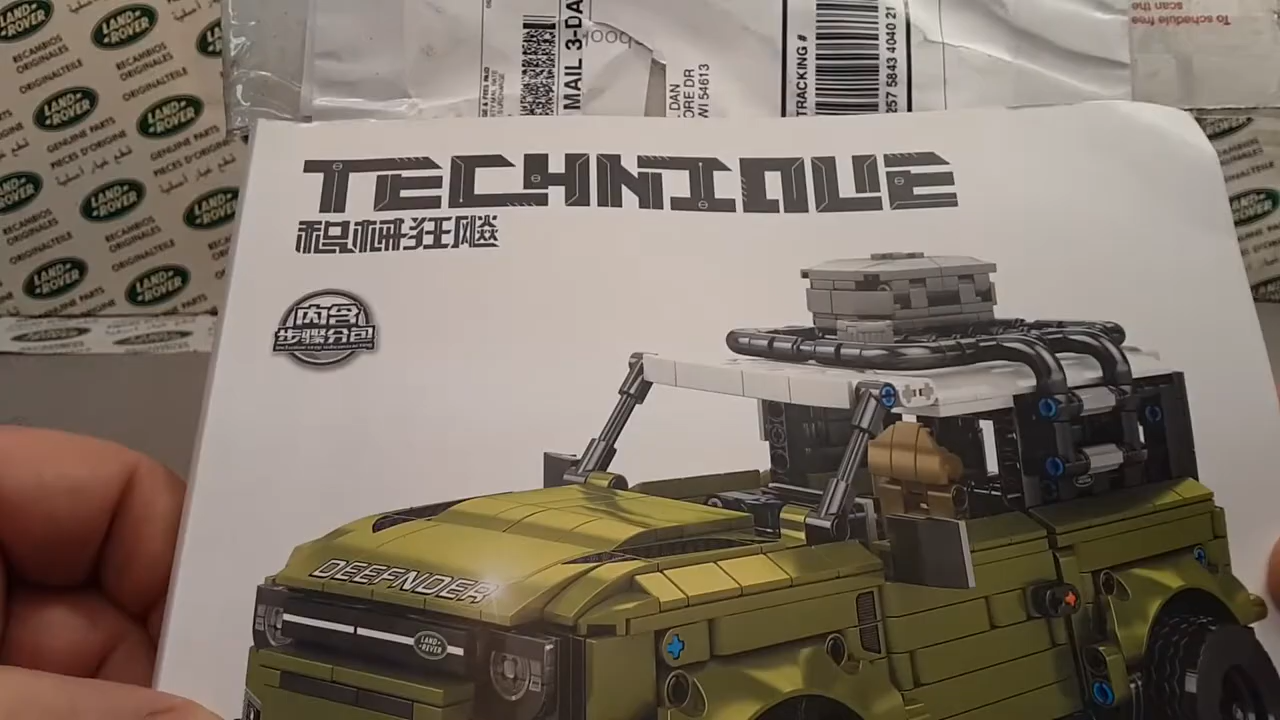 TECHNIQUE
积械狂飚
内含
步骤分包
DEEFNDER
LAND
ROVER
MAIL 3-DA
TRACKING #
257 5843 4040 21
DAN
ORE DR
WI 54613
book
To schedule free
scan the
LAND ROVER
RECAMBIOS
ORIGINALES
ORIGINALTEILE
GENUINE PARTS
PIECES D'ORIGINE
قطع غيار أصلية